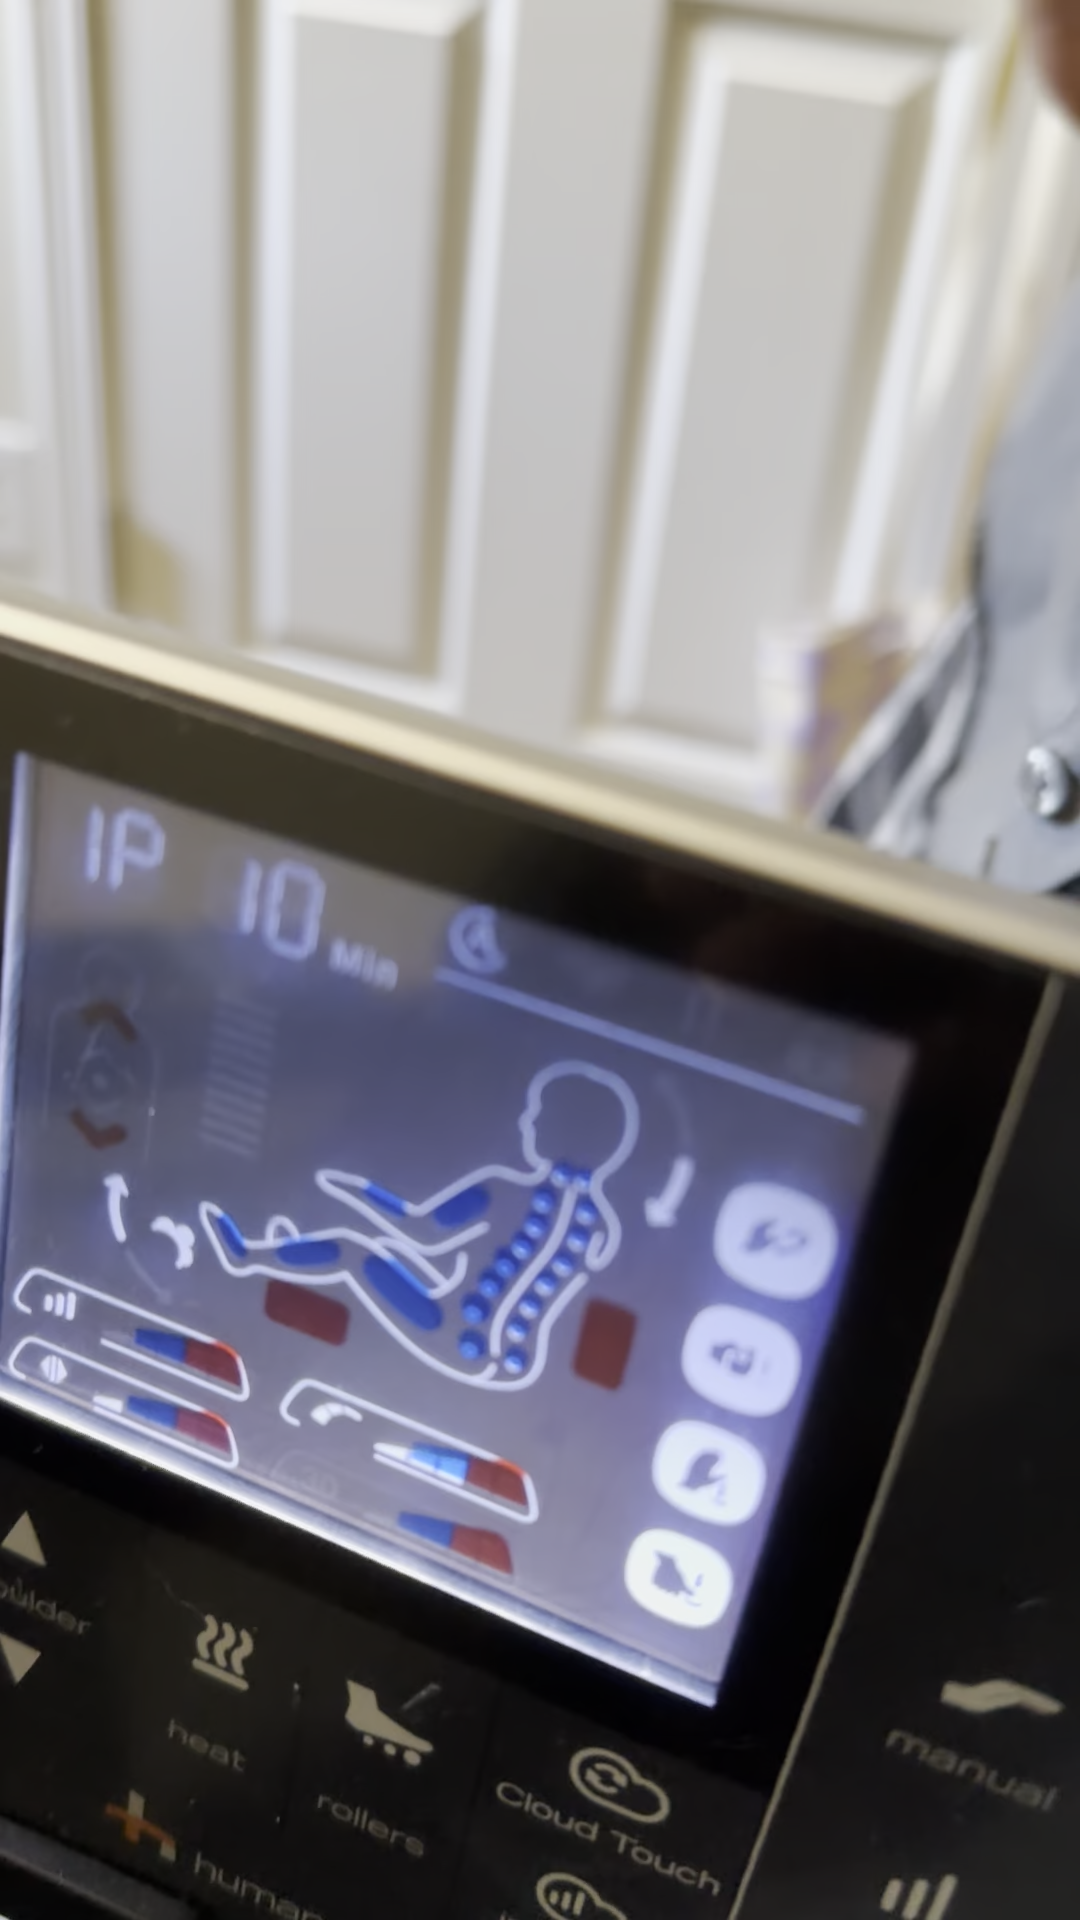 1P 10 Min
oulder
heat
rollers
Cloud Touch
manual
human